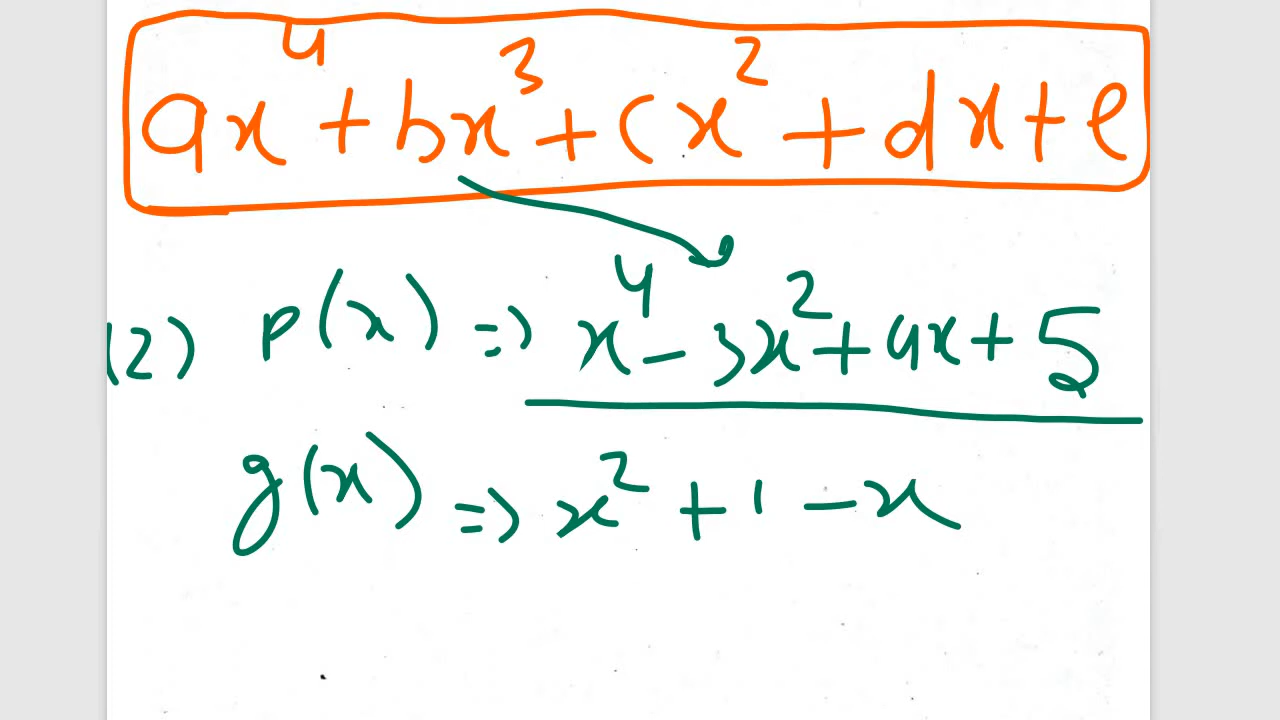 ax⁴ + bx³ + cx² + dx + e
(2) p(x) => x⁴ - 3x² + 4x + 5
g(x) => x² + 1 - x